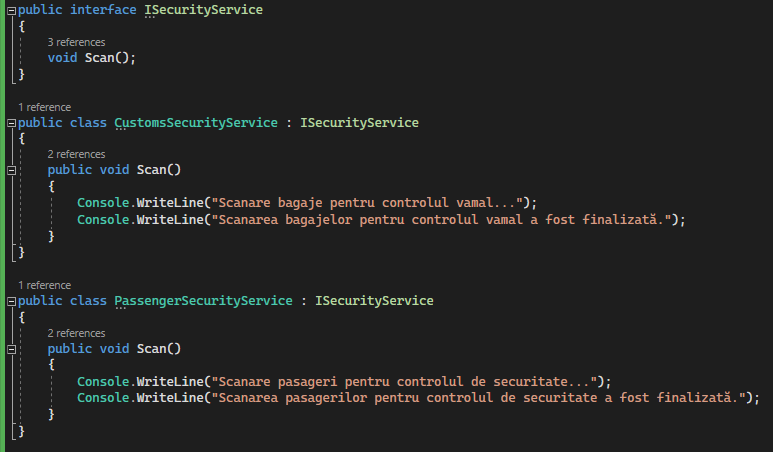 public interface ISecurityService
{
3 references
void Scan();
}
1 reference
public class CustomsSecurityService : ISecurityService
{
2 references
public void Scan()
{
Console.WriteLine("Scanare bagaje pentru controlul vamal...");
Console.WriteLine("Scanarea bagajelor pentru controlul vamal a fost finalizată.");
}
}
1 reference
public class PassengerSecurityService : ISecurityService
{
2 references
public void Scan()
{
Console.WriteLine("Scanare pasageri pentru controlul de securitate...");
Console.WriteLine("Scanarea pasagerilor pentru controlul de securitate a fost finalizată.");
}
}